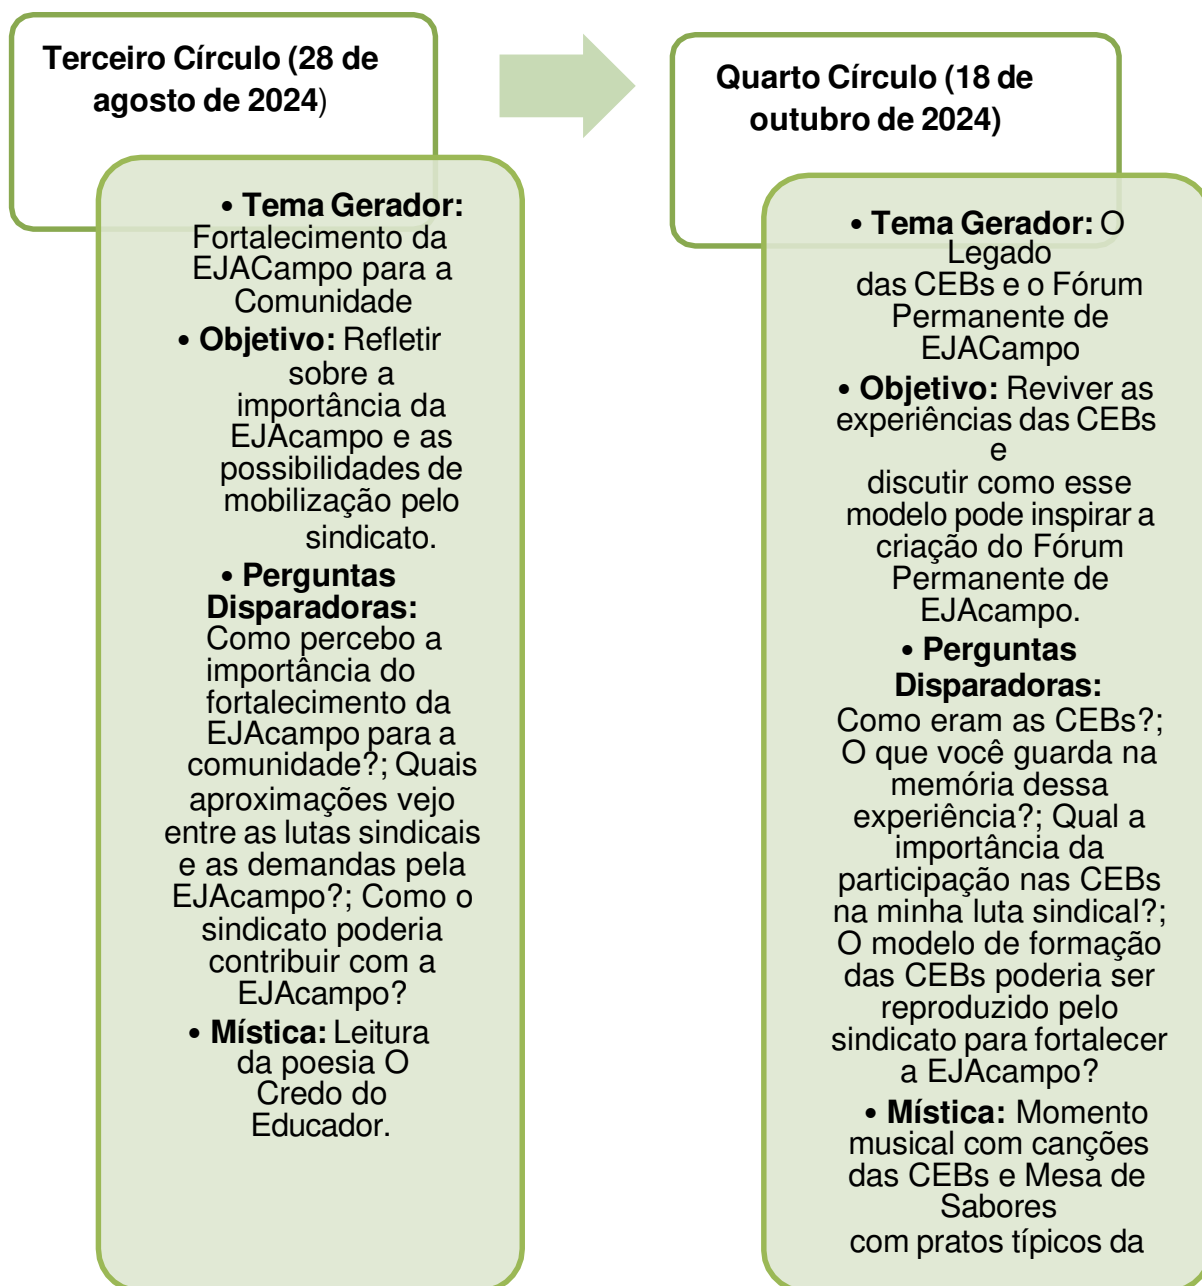 Terceiro Círculo (28 de
agosto de 2024)
• Tema Gerador:
Fortalecimento da
EJACampo para a
Comunidade
• Objetivo: Refletir
sobre a
importância da
EJAcampo e as
possibilidades de
mobilização pelo
sindicato.
• Perguntas
Disparadoras:
Como percebo a
importância do
fortalecimento da
EJAcampo para a
comunidade?; Quais
aproximações vejo
entre as lutas sindicais
e as demandas pela
EJAcampo?; Como o
sindicato poderia
contribuir com a
EJAcampo?
• Mística: Leitura
da poesia O
Credo do
Educador.
Quarto Círculo (18 de
outubro de 2024)
• Tema Gerador: O
Legado
das CEBs e o Fórum
Permanente de
EJACampo
• Objetivo: Reviver as
experiências das CEBs
e
discutir como esse
modelo pode inspirar a
criação do Fórum
Permanente de
EJAcampo.
• Perguntas
Disparadoras:
Como eram as CEBs?;
O que você guarda na
memória dessa
experiência?; Qual a
importância da
participação nas CEBs
na minha luta sindical?;
O modelo de formação
das CEBs poderia ser
reproduzido pelo
sindicato para fortalecer
a EJAcampo?
• Mística: Momento
musical com canções
das CEBs e Mesa de
Sabores
com pratos típicos da